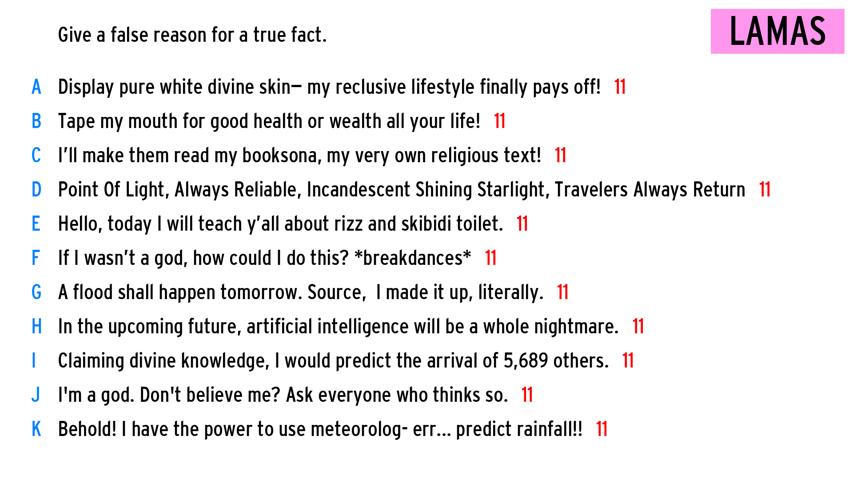 Give a false reason for a true fact.
LAMAS
A Display pure white divine skin— my reclusive lifestyle finally pays off! 11
B Tape my mouth for good health or wealth all your life! 11
C I'll make them read my booksona, my very own religious text! 11
D Point Of Light, Always Reliable, Incandescent Shining Starlight, Travelers Always Return 11
E Hello, today I will teach y'all about rizz and skibidi toilet. 11
F If I wasn't a god, how could I do this? *breakdances* 11
G A flood shall happen tomorrow. Source, I made it up, literally. 11
H In the upcoming future, artificial intelligence will be a whole nightmare. 11
I Claiming divine knowledge, I would predict the arrival of 5,689 others. 11
J I'm a god. Don't believe me? Ask everyone who thinks so. 11
K Behold! I have the power to use meteorolog- err... predict rainfall!! 11